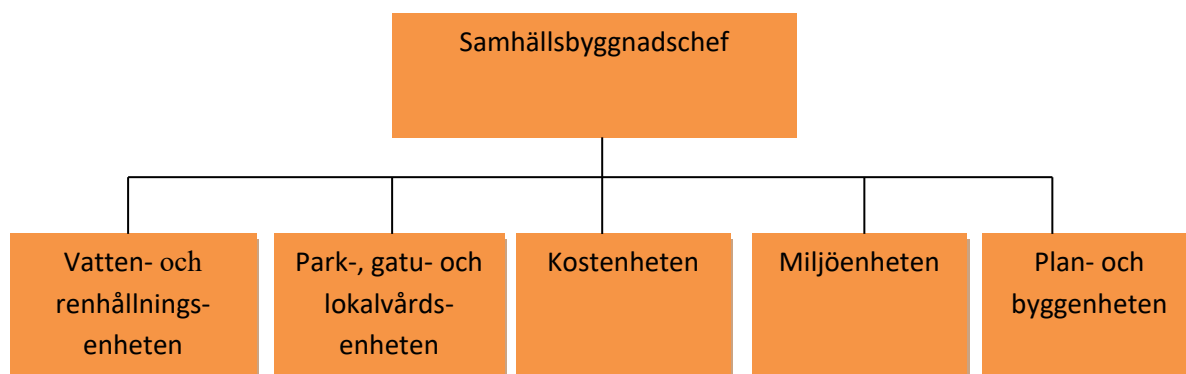 Samhällsbyggnadschef
Vatten- och
renhållnings-
enheten
Park-, gatu- och
lokalvårds-
enheten
Kostenheten
Miljöenheten
Plan- och
byggenheten